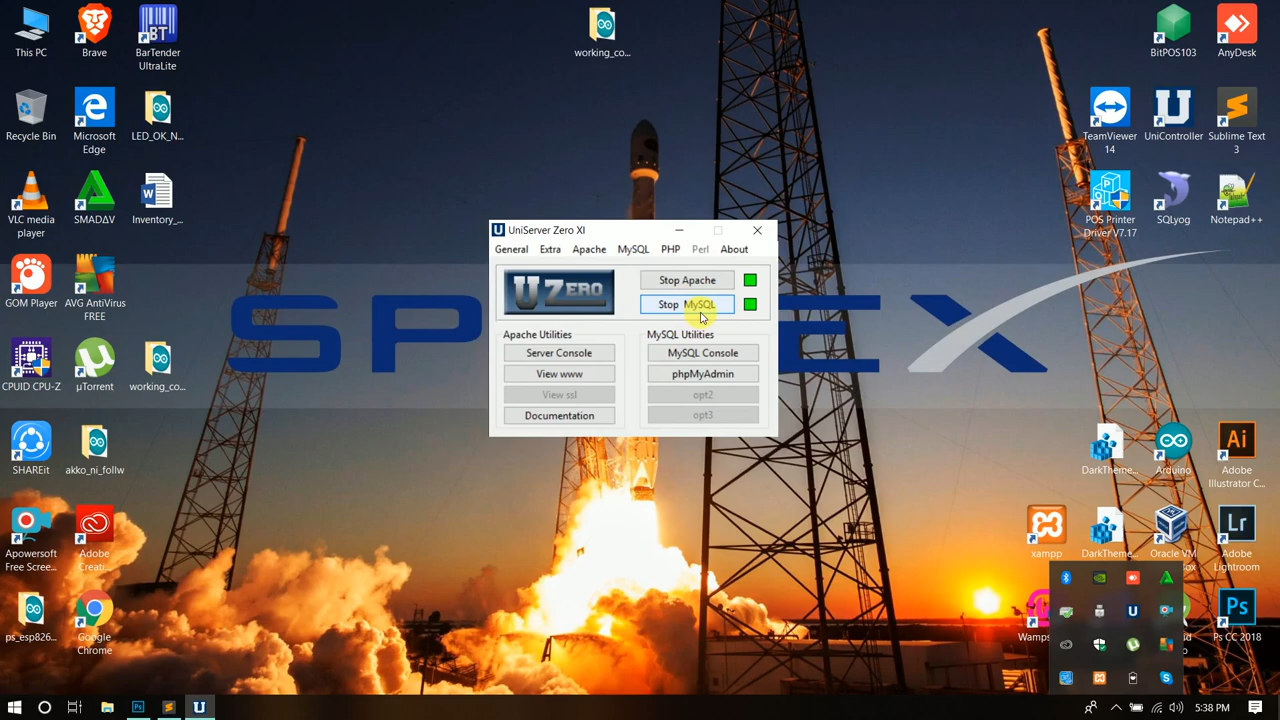 This PC
Brave
BarTender
UltraLite
working_co...
BitPOS103
AnyDesk
Recycle Bin
Microsoft
Edge
LED_OK_N...
TeamViewer
14
UniController
Sublime Text
3
VLC media
player
SMADΔV
Inventory_...
POS Printer
Driver V7.17
SQLyog
Notepad++
GOM Player
AVG AntiVirus
FREE
CPUID CPU-Z
µTorrent
working_co...
SHAREit
akko_ni_follw
DarkTheme...
Arduino
Adobe
Illustrator C...
Apowersoft
Free Scree...
Adobe
Creati...
xampp
DarkTheme...
Oracle VM
Adobe
Lightroom
ps_esp826...
Google
Chrome
Ps CC 2018
UniServer Zero XI
General Extra Apache MySQL PHP Perl About
U ZERO
Stop Apache
Stop MySQL
Apache Utilities
MySQL Utilities
Server Console
MySQL Console
View www
phpMyAdmin
View ssl
opt2
Documentation
opt3
5:38 PM